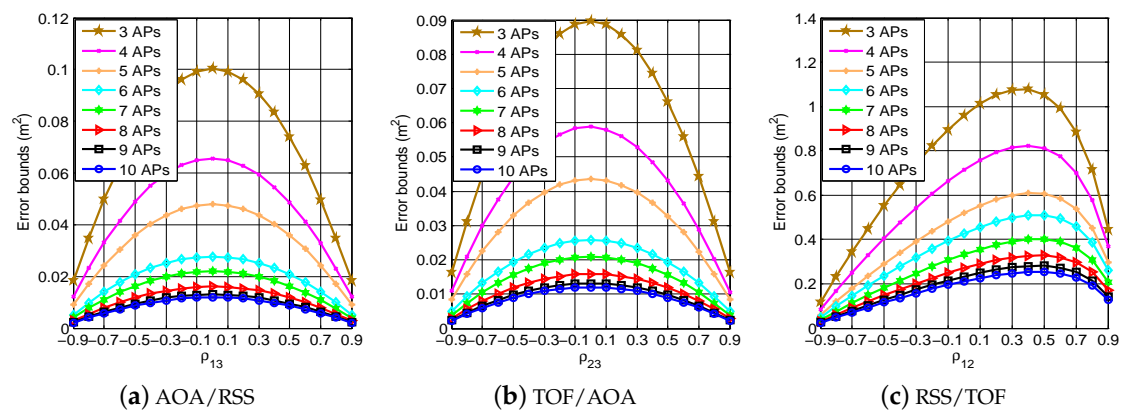 0.12
0.1
0.08
0.06
0.04
0.02
0
Error bounds (m²)
3 APs
4 APs
5 APs
6 APs
7 APs
8 APs
9 APs
10 APs
−0.9 −0.7 −0.5 −0.3 −0.1 0.1 0.3 0.5 0.7 0.9
ρ13
(a) AOA/RSS
0.09
0.08
0.07
0.06
0.05
0.04
0.03
0.02
0.01
0
Error bounds (m²)
3 APs
4 APs
5 APs
6 APs
7 APs
8 APs
9 APs
10 APs
−0.9 −0.7 −0.5 −0.3 −0.1 0.1 0.3 0.5 0.7 0.9
ρ23
(b) TOF/AOA
1.4
1.2
1
0.8
0.6
0.4
0.2
0
Error bounds (m²)
3 APs
4 APs
5 APs
6 APs
7 APs
8 APs
9 APs
10 APs
−0.9 −0.7 −0.5 −0.3 −0.1 0.1 0.3 0.5 0.7 0.9
ρ12
(c) RSS/TOF